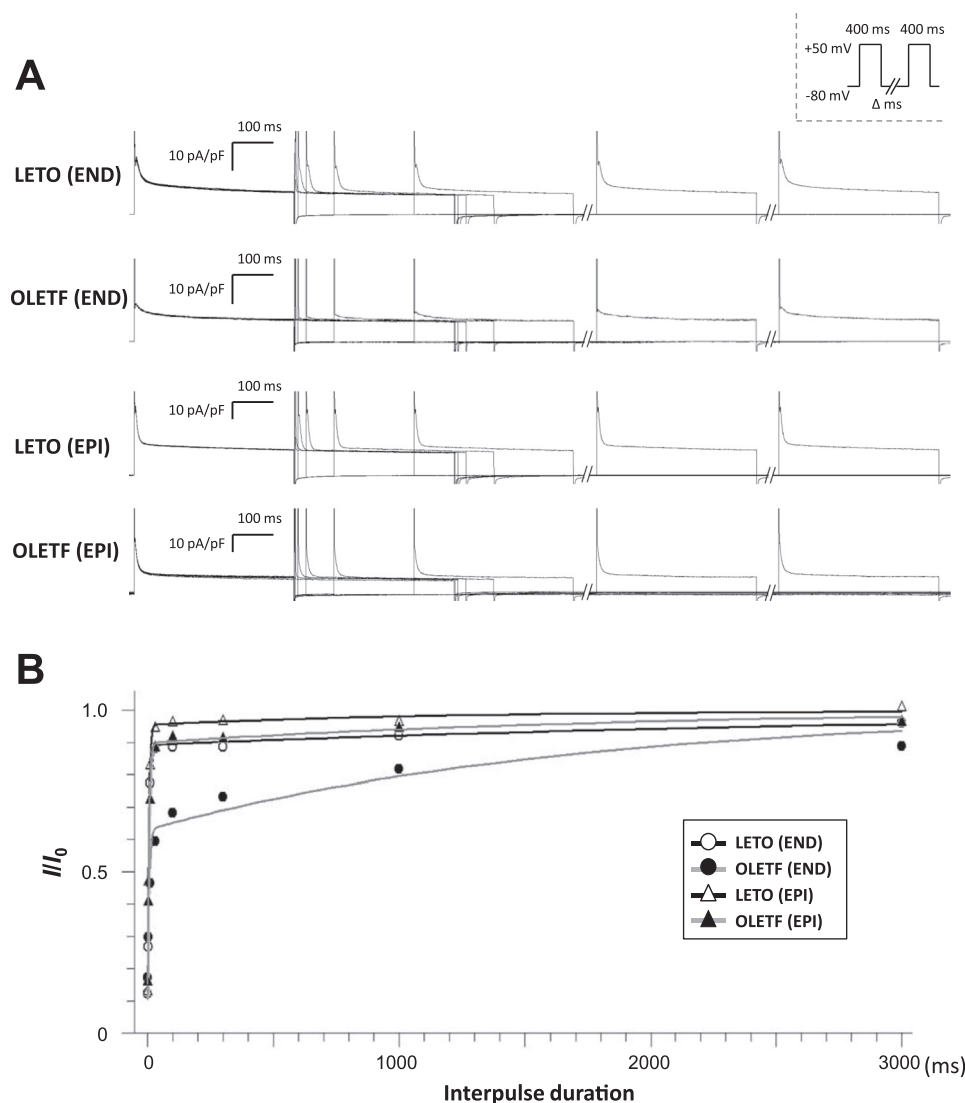 A
400 ms 400 ms
+50 mV
-80 mV
Δ ms
LETO (END)
10 pA/pF
100 ms
OLETF (END)
10 pA/pF
100 ms
LETO (EPI)
10 pA/pF
100 ms
OLETF (EPI)
10 pA/pF
100 ms
B
1.0
0.5
0
I/I0
LETO (END)
OLETF (END)
LETO (EPI)
OLETF (EPI)
0 1000 2000 3000 (ms)
Interpulse duration